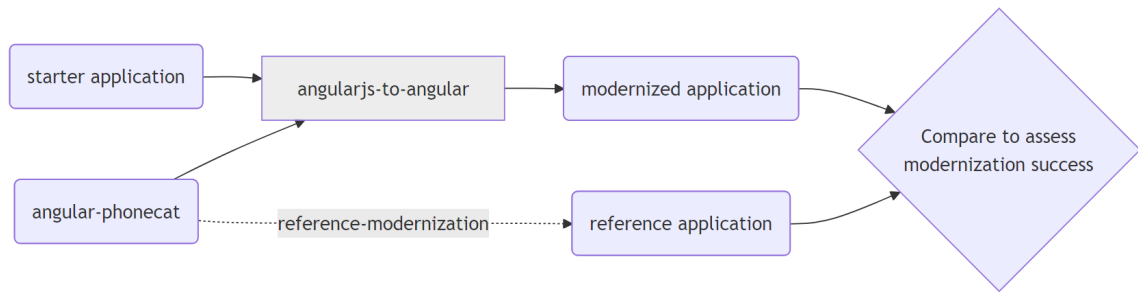 starter application
angularjs-to-angular
modernized application
Compare to assess
modernization success
angular-phonecat
reference-modernization
reference application